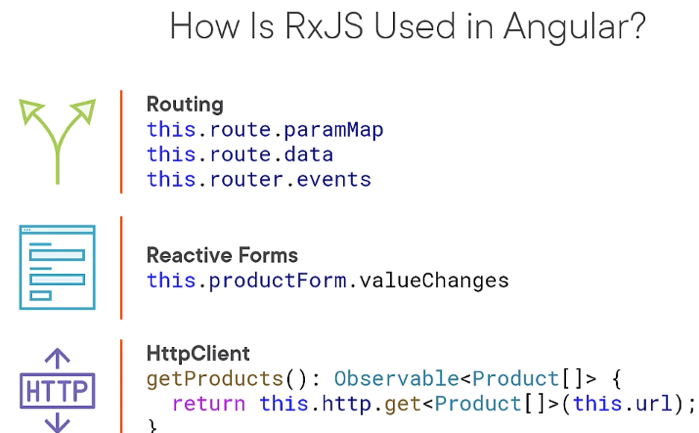 How Is RxJS Used in Angular?
Routing
this.route.paramMap
this.route.data
this.router.events
Reactive Forms
this.productForm.valueChanges
HttpClient
HTTP
getProducts(): Observable<Product[]> {
  return this.http.get<Product[]>(this.url);
}